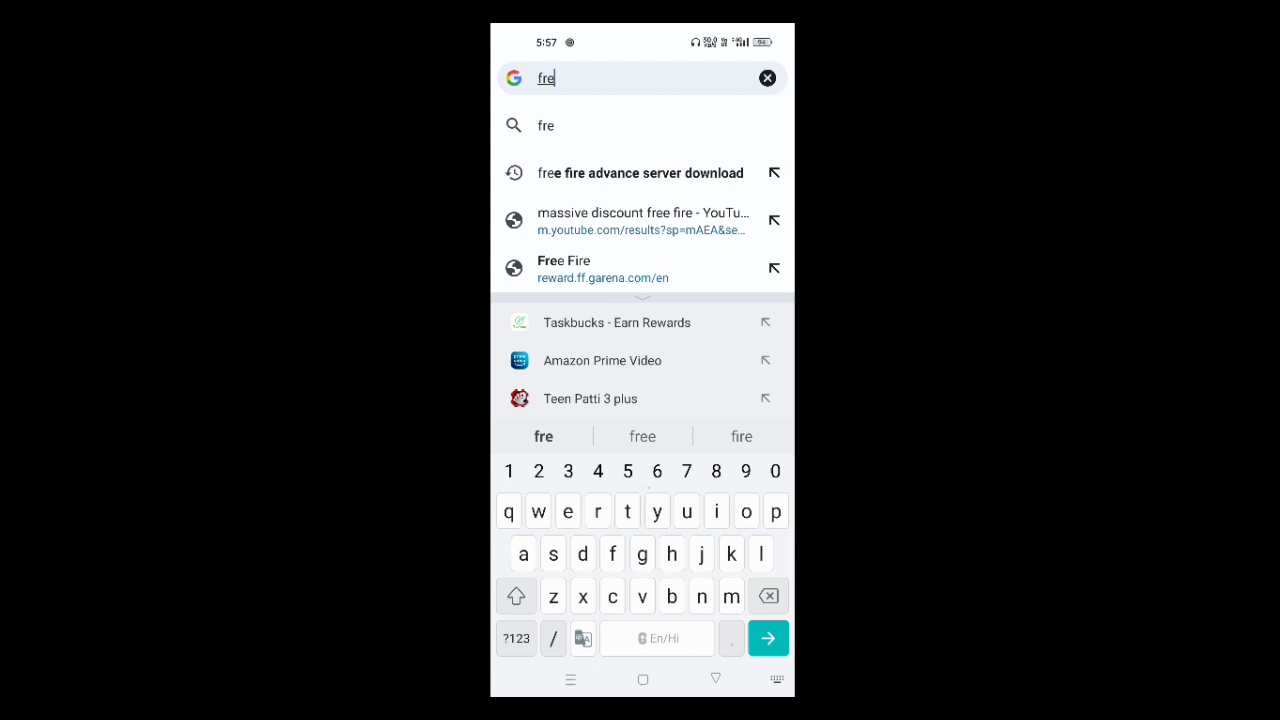 5:57
fre
fre
free fire advance server download
massive discount free fire - YouTu...
m.youtube.com/results?sp=mAEA&se...
Free Fire
reward.ff.garena.com/en
Taskbucks - Earn Rewards
Amazon Prime Video
Teen Patti 3 plus
fre free fire
1 2 3 4 5 6 7 8 9 0
q w e r t y u i o p
a s d f g h j k l
z x c v b n m
?123 / En/Hi .